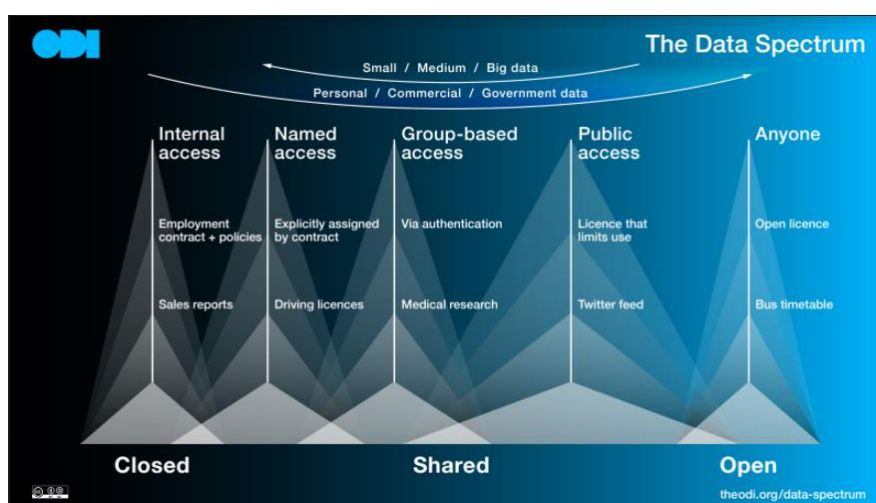 ODI
The Data Spectrum
Small / Medium / Big data
Personal / Commercial / Government data
Internal
access
Named
access
Group-based
access
Public
access
Anyone
Employment
contract + policies
Explicitly assigned
by contract
Via authentication
Licence that
limits use
Open licence
Sales reports
Driving licences
Medical research
Twitter feed
Bus timetable
Closed
Shared
Open
theodi.org/data-spectrum